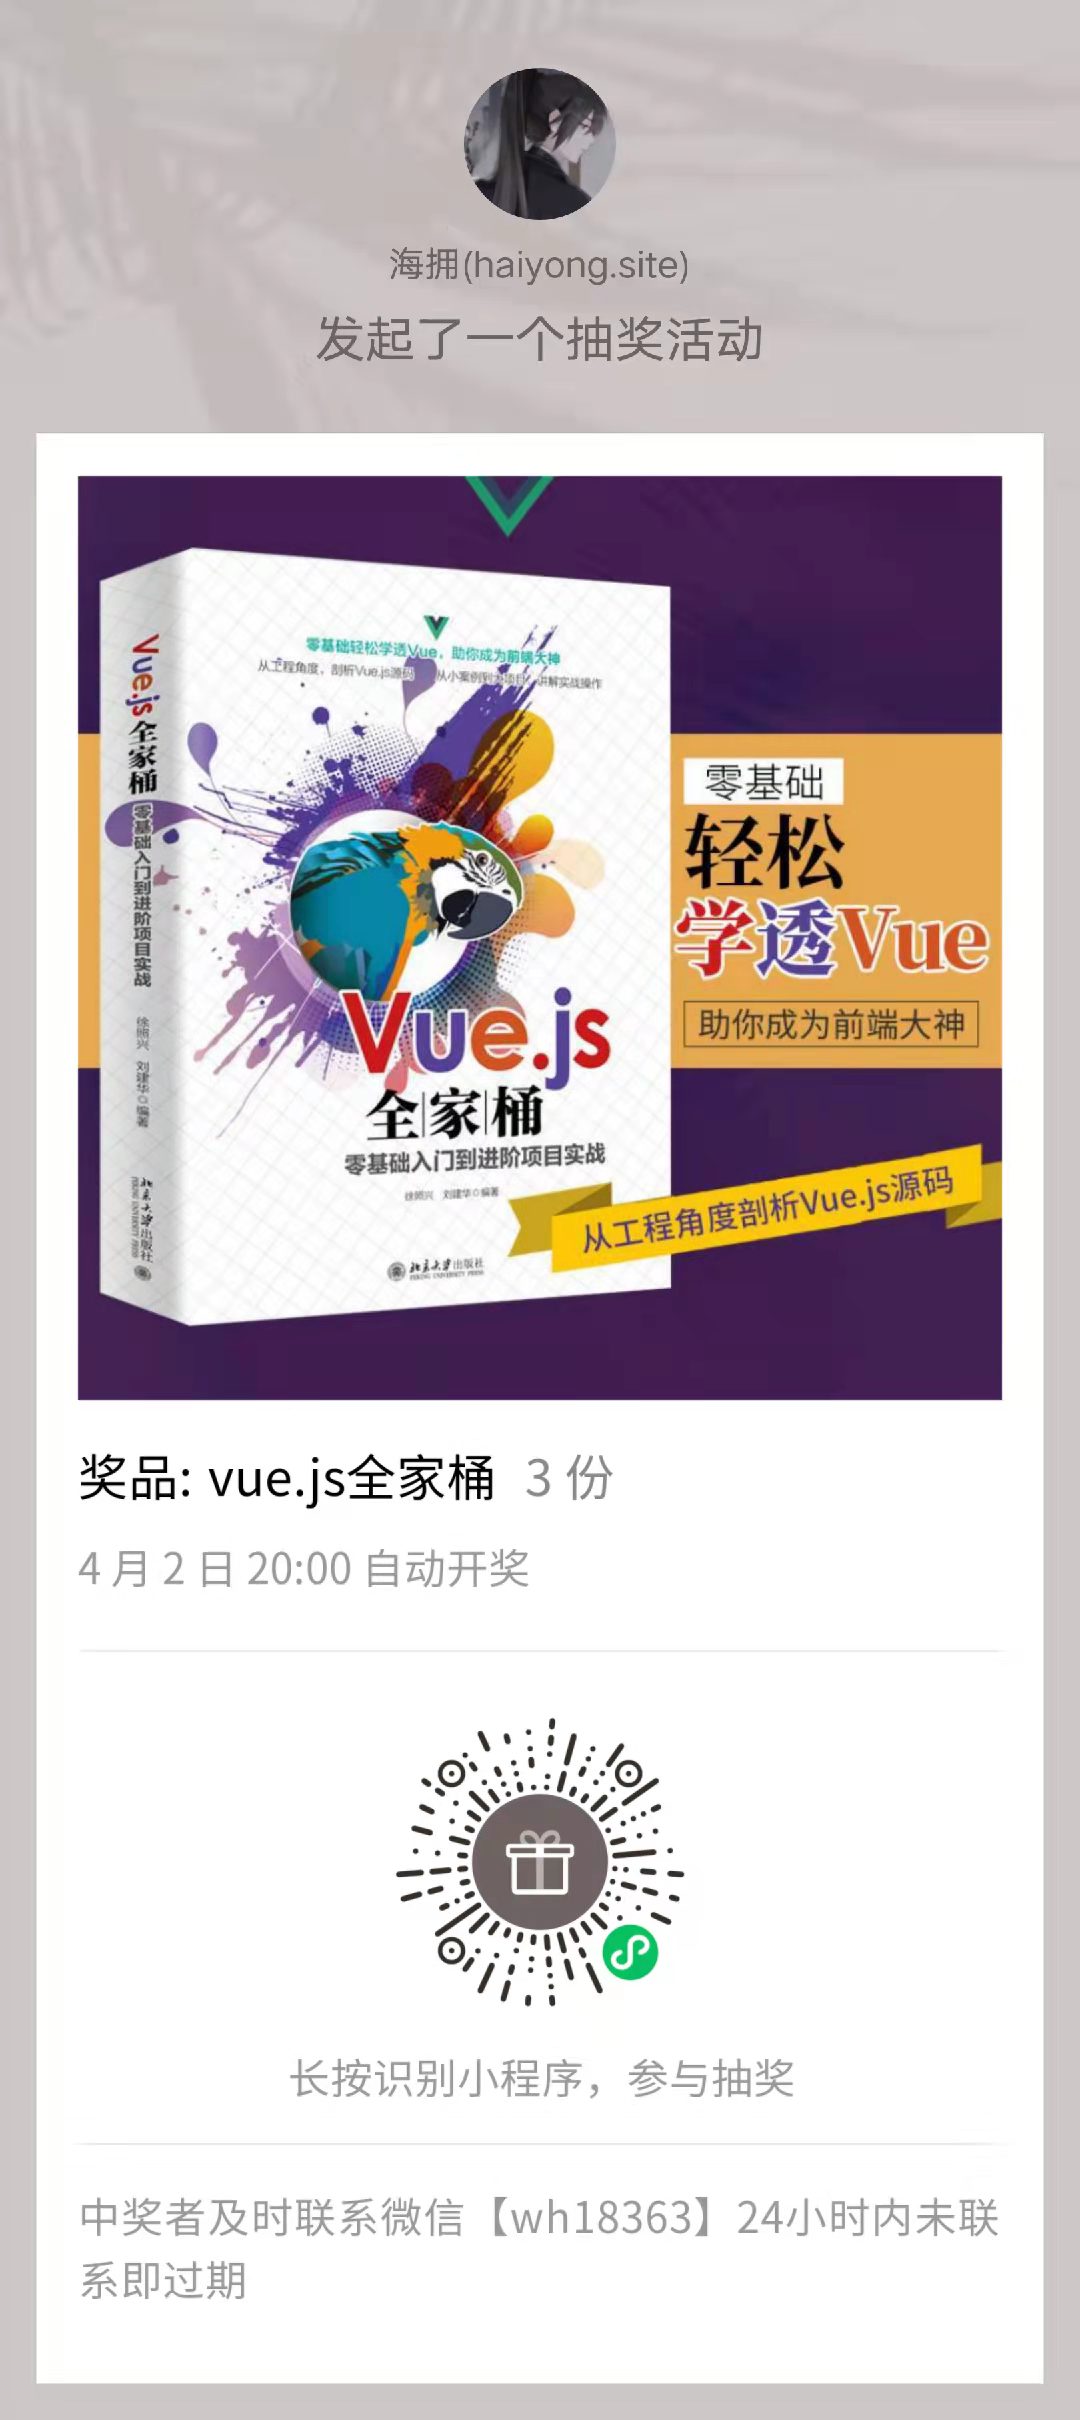 海拥(haiyong.site)
发起了一个抽奖活动
零基础轻松学透Vue，助你成为前端大神
从工程角度，剖析Vue.js源码 从小案例到大项目，讲解实战操作
Vue.js
全家桶
零基础入门到进阶项目实战
徐照兴 刘建华◎编著
北京大学出版社
PEKING UNIVERSITY PRESS
Vue.js全家桶
零基础入门到进阶项目实战
徐照兴 刘建华◎编著
北京大学出版社
PEKING UNIVERSITY PRESS
零基础
轻松
学透Vue
助你成为前端大神
从工程角度剖析Vue.js源码
奖品: vue.js全家桶 3 份
4 月 2 日 20:00 自动开奖
长按识别小程序，参与抽奖
中奖者及时联系微信【wh18363】24小时内未联
系即过期